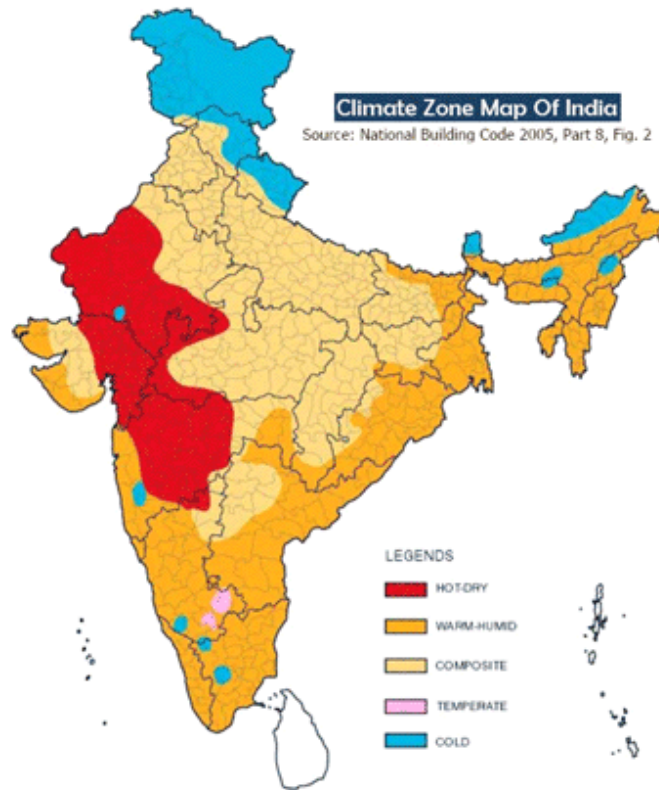 Climate Zone Map Of India
Source: National Building Code 2005, Part 8, Fig. 2
LEGENDS
HOT-DRY
WARM-HUMID
COMPOSITE
TEMPERATE
COLD